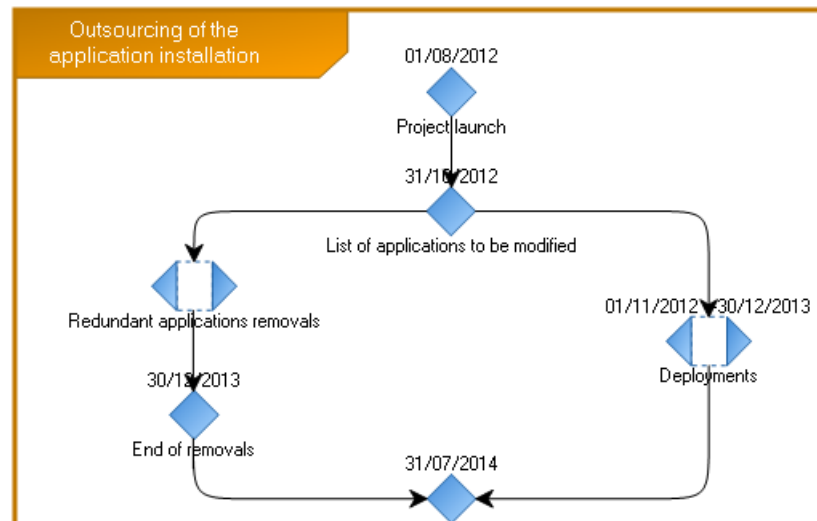 Outsourcing of the
application installation
01/08/2012
Project launch
31/10/2012
List of applications to be modified
Redundant applications removals
01/11/2012 30/12/2013
Deployments
30/12/2013
End of removals
31/07/2014